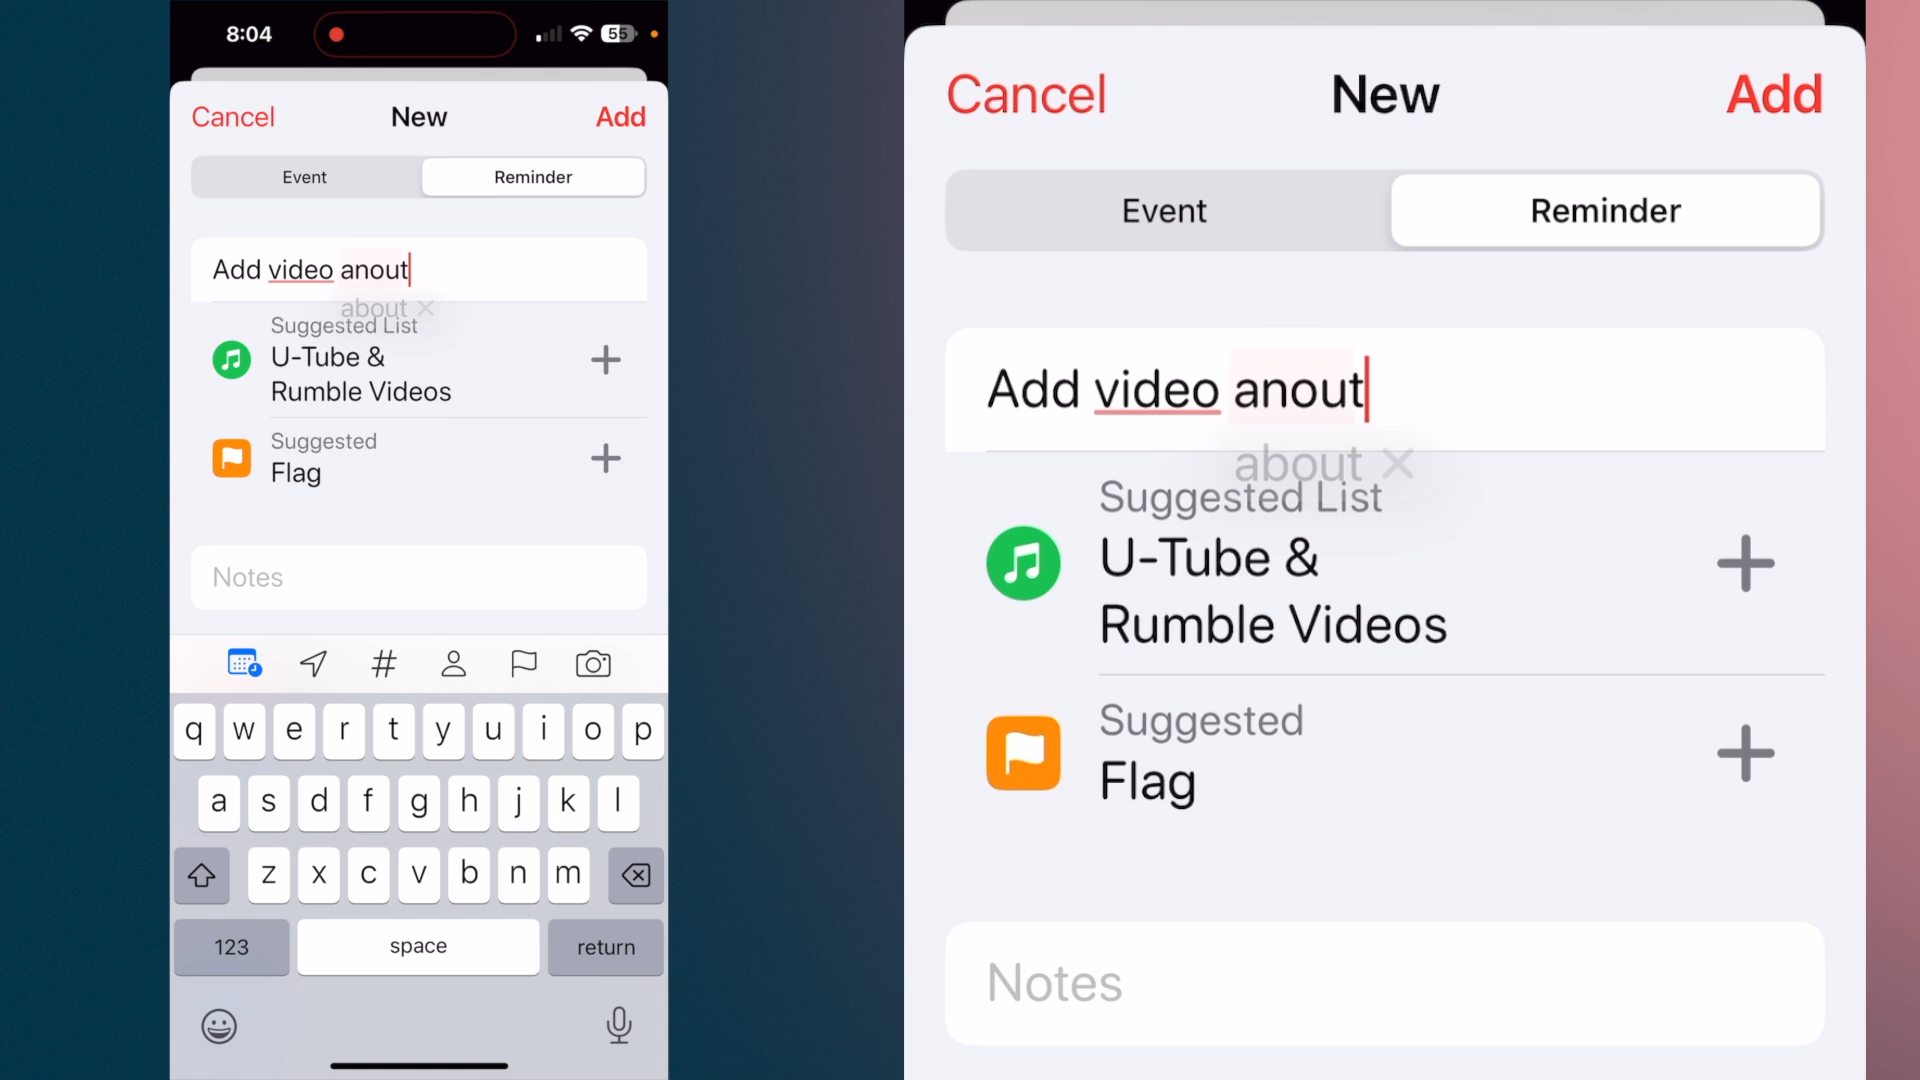 8:04
55
Cancel New Add
Event Reminder
Add video anout
about
Suggested List
U-Tube &
Rumble Videos
Suggested
Flag
Notes
#
q w e r t y u i o p
a s d f g h j k l
z x c v b n m
123 space return
Cancel New Add
Event Reminder
Add video anout
about
Suggested List
U-Tube &
Rumble Videos
Suggested
Flag
Notes